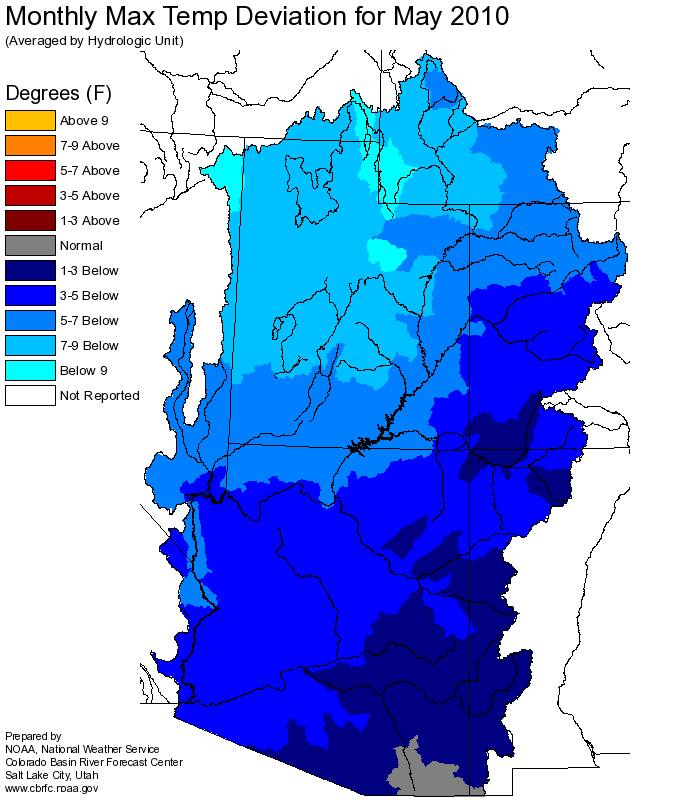 Monthly Max Temp Deviation for May 2010
(Averaged by Hydrologic Unit)
Degrees (F)
Above 9
7-9 Above
5-7 Above
3-5 Above
1-3 Above
Normal
1-3 Below
3-5 Below
5-7 Below
7-9 Below
Below 9
Not Reported
Prepared by
NOAA, National Weather Service
Colorado Basin River Forecast Center
Salt Lake City, Utah
www.cbrfc.noaa.gov